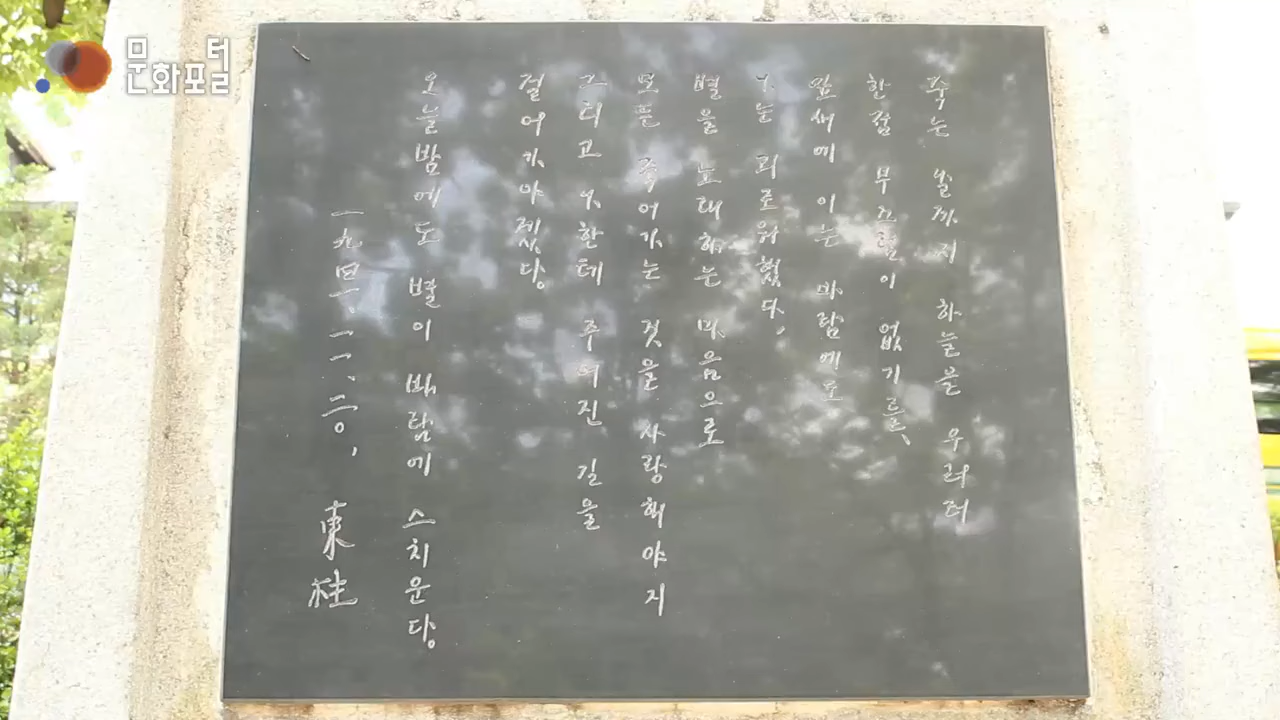 문화포털
죽는 날까지 하늘을 우러러
한점 부끄럼이 없기를、
잎새에 이는 바람에도
나는 괴로워했다.
별을 노래하는 마음으로
모든 죽어가는 것을 사랑해야지
그리고 나한테 주어진 길을
걸어가야겠다.
오늘밤에도 별이 바람에 스치운다.
一九四一、一一、二〇,
東柱